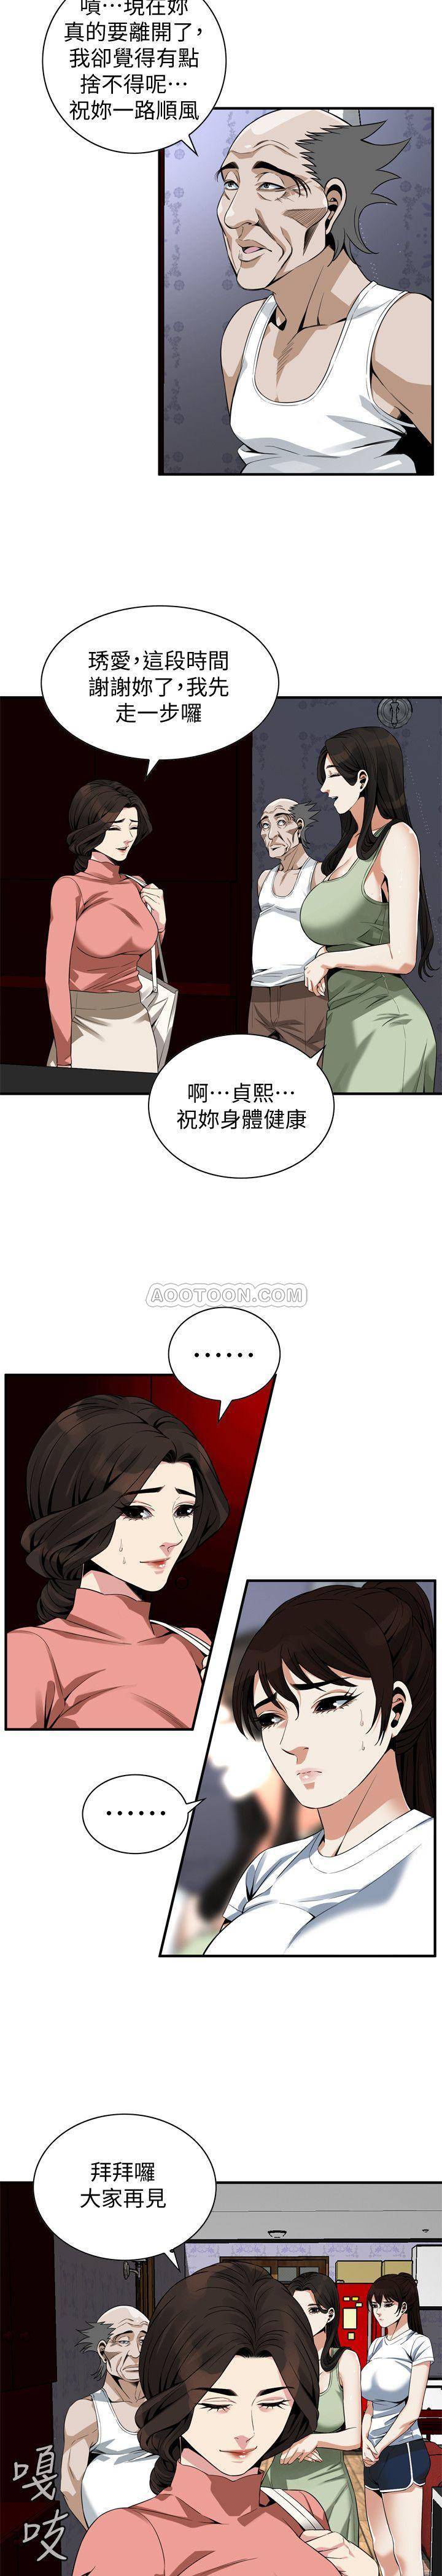 嘖…現在妳
真的要離開了，
我卻覺得有點
捨不得呢…
祝妳一路順風
琇愛，這段時間
謝謝妳了，我先
走一步囉
啊…貞熙…
祝妳身體健康
AOOTOON.COM
……
……
拜拜囉
大家再見
嘎
吱